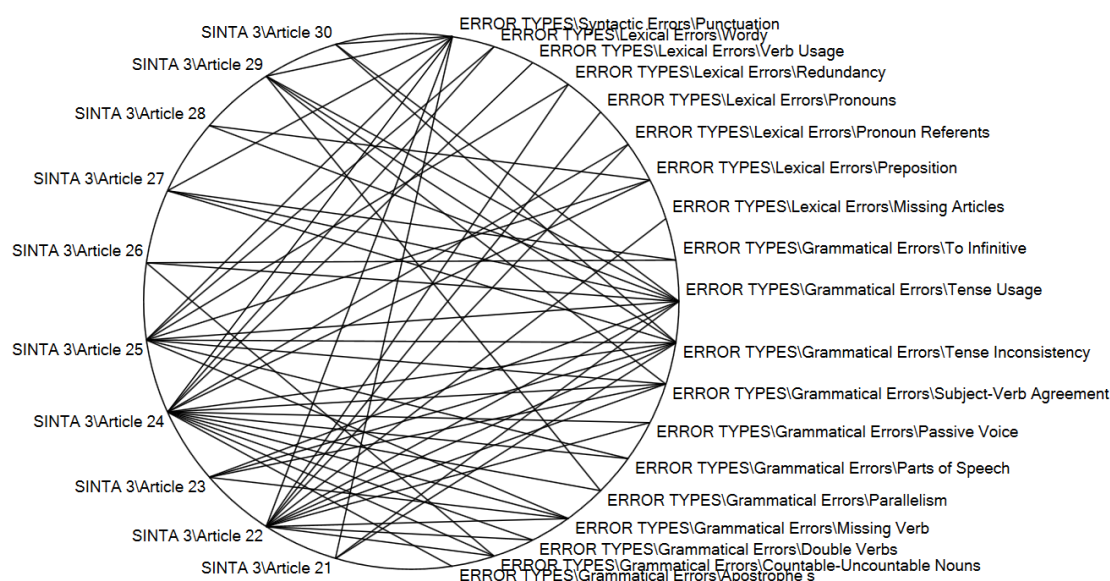 SINTA 3\Article 30
SINTA 3\Article 29
SINTA 3\Article 28
SINTA 3\Article 27
SINTA 3\Article 26
SINTA 3\Article 25
SINTA 3\Article 24
SINTA 3\Article 23
SINTA 3\Article 22
SINTA 3\Article 21
ERROR TYPES\Syntactic Errors\Punctuation
ERROR TYPES\Lexical Errors\Wordy
ERROR TYPES\Lexical Errors\Verb Usage
ERROR TYPES\Lexical Errors\Redundancy
ERROR TYPES\Lexical Errors\Pronouns
ERROR TYPES\Lexical Errors\Pronoun Referents
ERROR TYPES\Lexical Errors\Preposition
ERROR TYPES\Lexical Errors\Missing Articles
ERROR TYPES\Grammatical Errors\To Infinitive
ERROR TYPES\Grammatical Errors\Tense Usage
ERROR TYPES\Grammatical Errors\Tense Inconsistency
ERROR TYPES\Grammatical Errors\Subject-Verb Agreement
ERROR TYPES\Grammatical Errors\Passive Voice
ERROR TYPES\Grammatical Errors\Parts of Speech
ERROR TYPES\Grammatical Errors\Parallelism
ERROR TYPES\Grammatical Errors\Missing Verb
ERROR TYPES\Grammatical Errors\Double Verbs
ERROR TYPES\Grammatical Errors\Countable-Uncountable Nouns
ERROR TYPES\Grammatical Errors\Apostrophe s